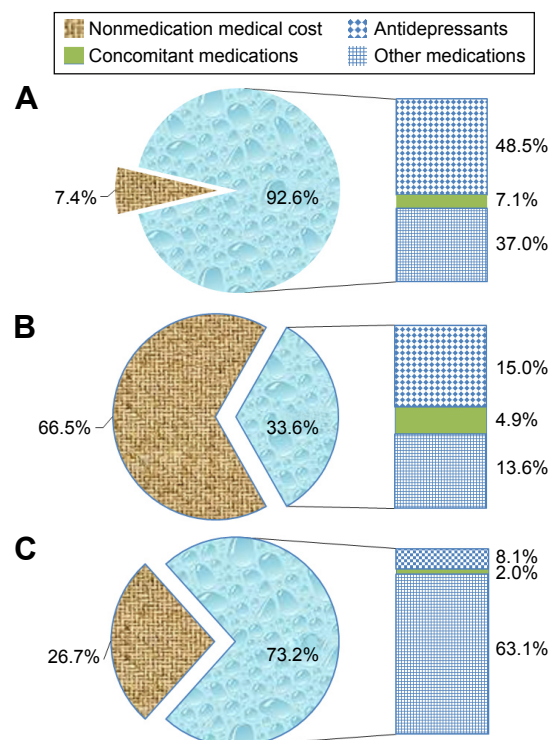 Nonmedication medical cost
Antidepressants
Concomitant medications
Other medications
A
7.4%
92.6%
48.5%
7.1%
37.0%
B
66.5%
33.6%
15.0%
4.9%
13.6%
C
26.7%
73.2%
8.1%
2.0%
63.1%